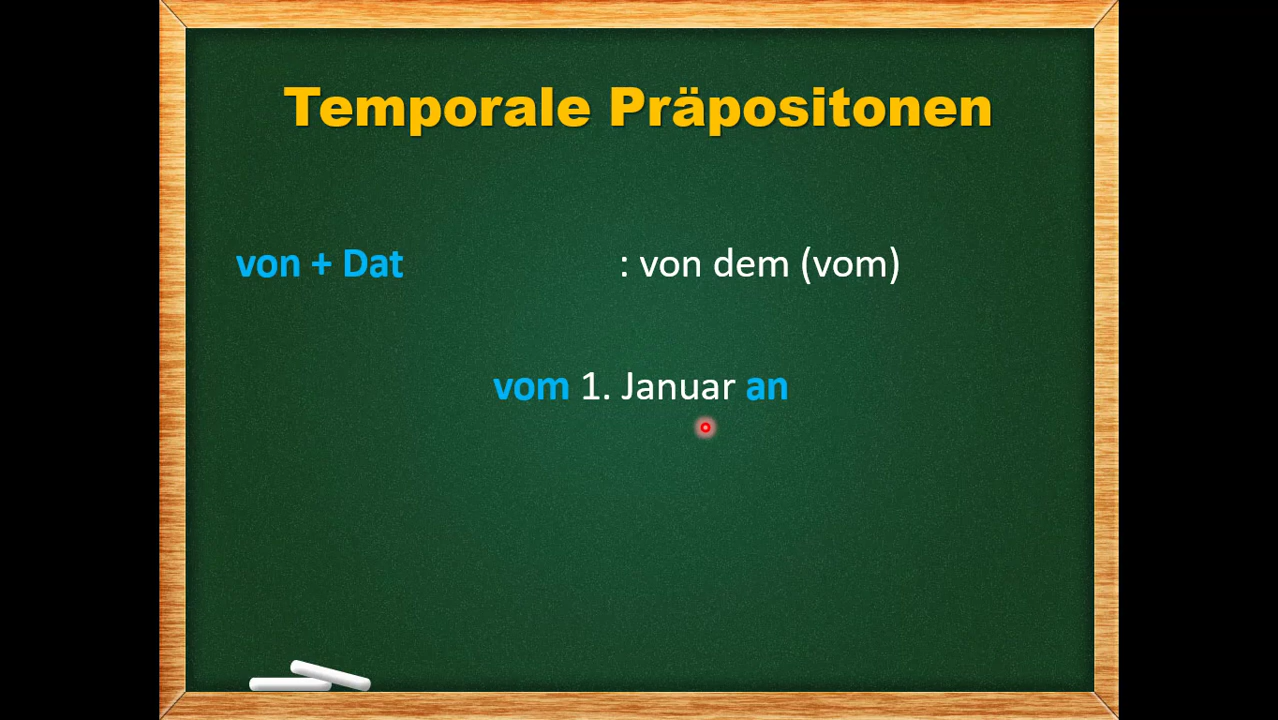 Temporale Präpositonen
von + Dat : von dem (vom)
vom 1. Januar an